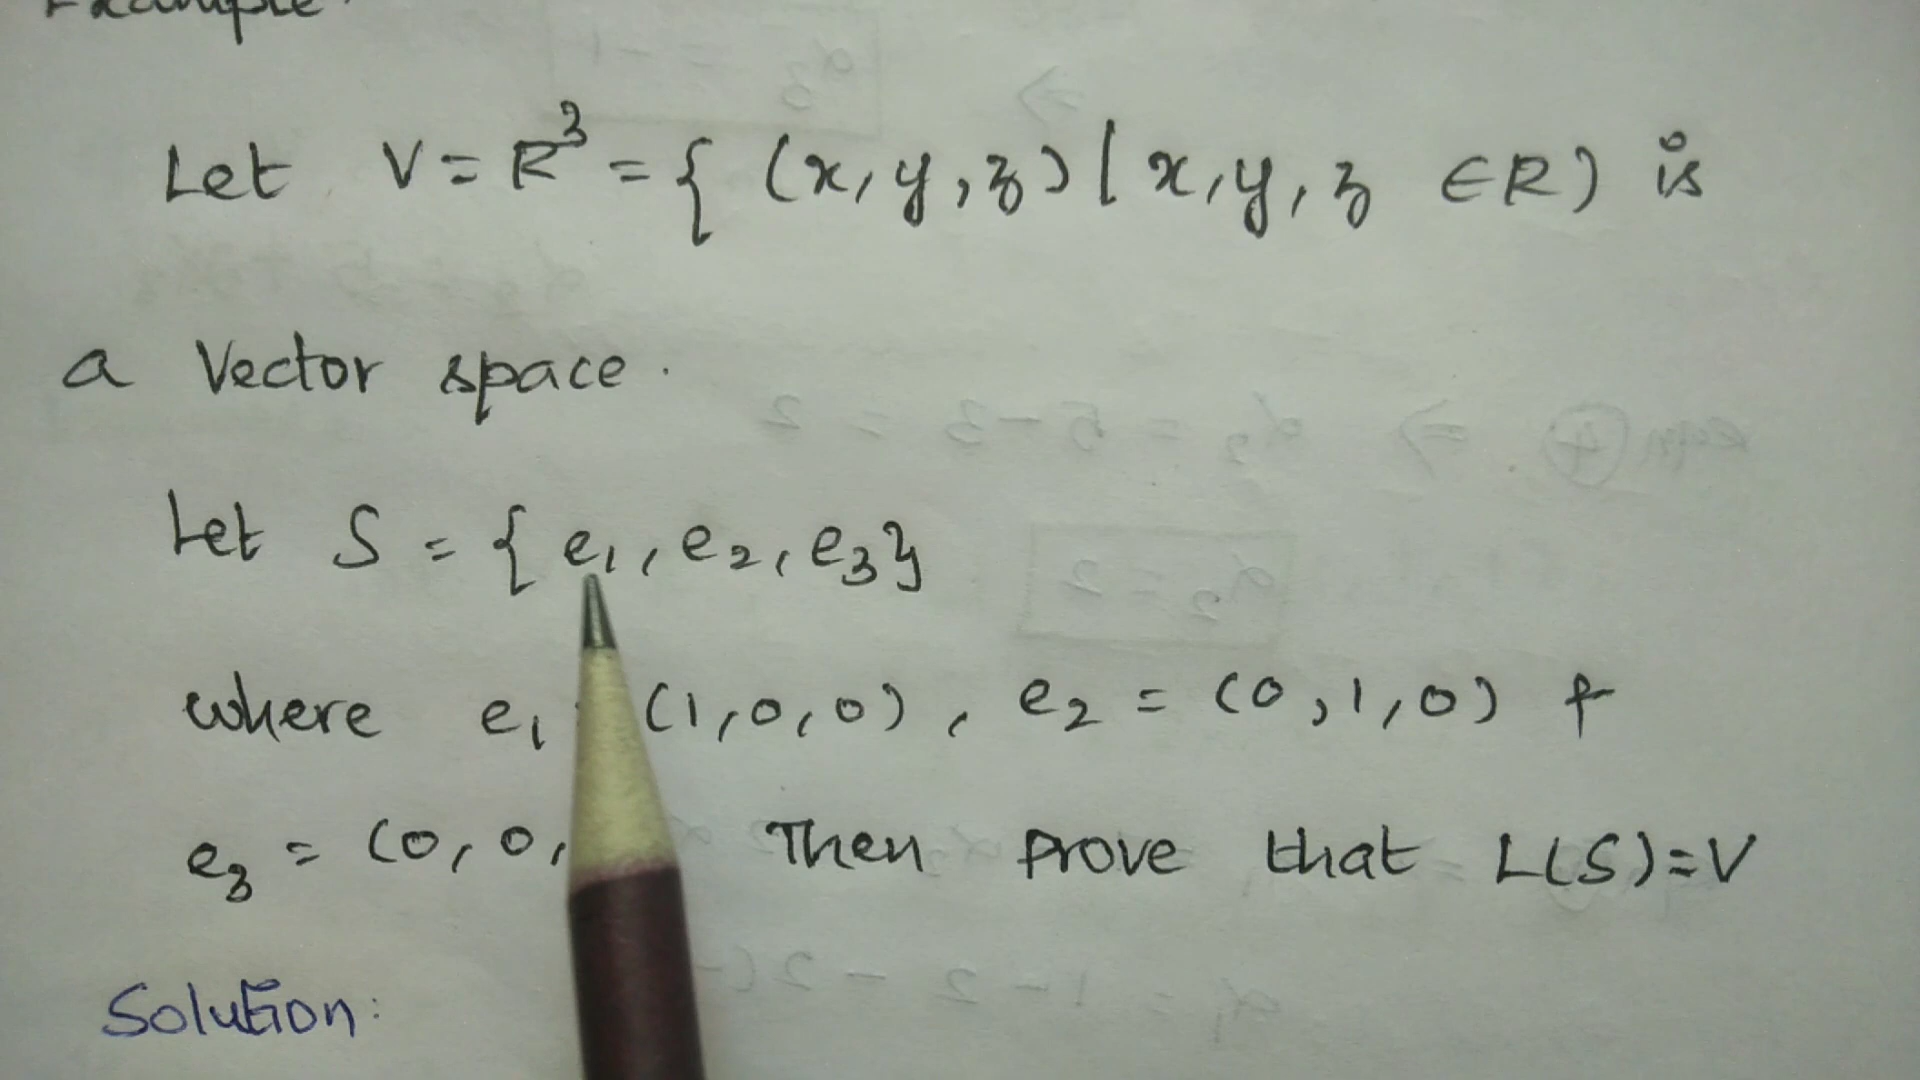 Example:
Let V = R³ = { (x, y, z) | x, y, z ∈ R) is
a Vector space.
Let S = { e₁, e₂, e₃}
where e₁ (1, 0, 0), e₂ = (0, 1, 0) &
e₃ = (0, 0, Then prove that L(S) = V
Solution: